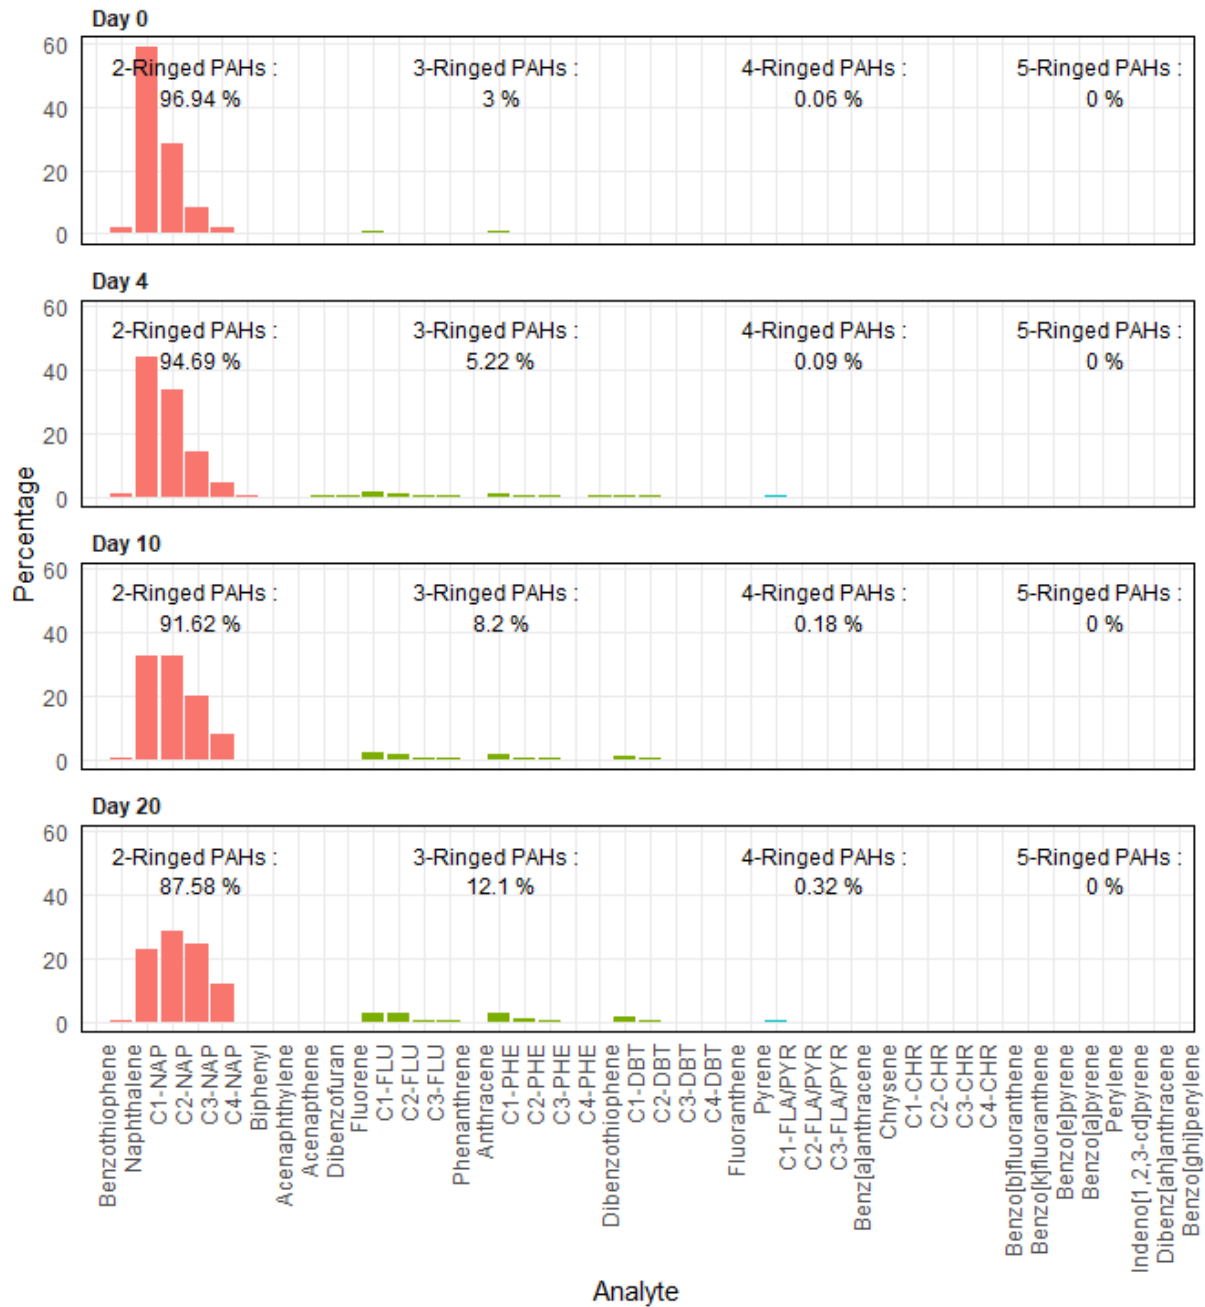 Day 0
60
40
20
0
2-Ringed PAHs :
96.94 %
3-Ringed PAHs :
3 %
4-Ringed PAHs :
0.06 %
5-Ringed PAHs :
0 %
Day 4
60
40
20
0
2-Ringed PAHs :
94.69 %
3-Ringed PAHs :
5.22 %
4-Ringed PAHs :
0.09 %
5-Ringed PAHs :
0 %
Percentage
Day 10
60
40
20
0
2-Ringed PAHs :
91.62 %
3-Ringed PAHs :
8.2 %
4-Ringed PAHs :
0.18 %
5-Ringed PAHs :
0 %
Day 20
60
40
20
0
2-Ringed PAHs :
87.58 %
3-Ringed PAHs :
12.1 %
4-Ringed PAHs :
0.32 %
5-Ringed PAHs :
0 %
Benzothiophene
Naphthalene
C1-NAP
C2-NAP
C3-NAP
C4-NAP
Biphenyl
Acenaphthylene
Acenapthene
Dibenzofuran
Fluorene
C1-FLU
C2-FLU
C3-FLU
Phenanthrene
Anthracene
C1-PHE
C2-PHE
C3-PHE
C4-PHE
Dibenzothiophene
C1-DBT
C2-DBT
C3-DBT
C4-DBT
Fluoranthene
Pyrene
C1-FLA/PYR
C2-FLA/PYR
C3-FLA/PYR
Benz[a]anthracene
Chrysene
C1-CHR
C2-CHR
C3-CHR
C4-CHR
Benzo[b]fluoranthene
Benzo[k]fluoranthene
Benzo[e]pyrene
Benzo[a]pyrene
Perylene
Indeno[1,2,3-cd]pyrene
Dibenz[ah]anthracene
Benzo[ghi]perylene
Analyte